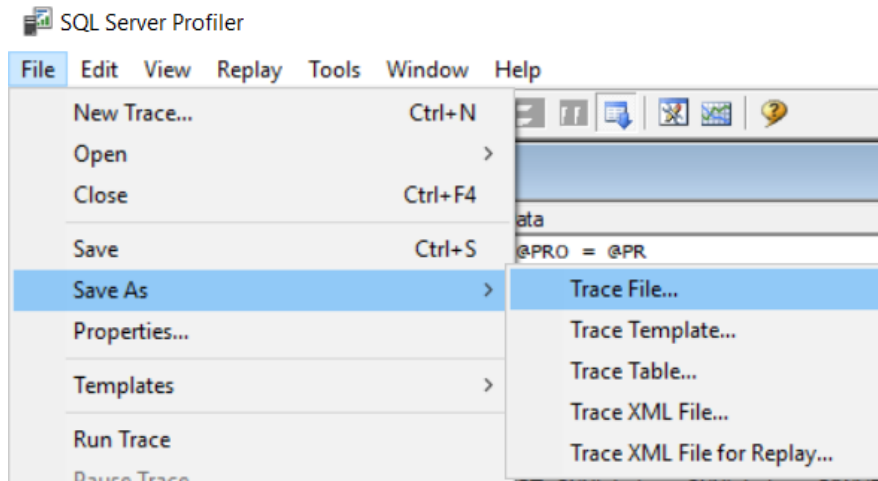 SQL Server Profiler
File Edit View Replay Tools Window Help
New Trace... Ctrl+N
Open
Close Ctrl+F4
ata
Save Ctrl+S
@PRO = @PR
Save As
Trace File...
Properties...
Trace Template...
Templates
Trace Table...
Trace XML File...
Run Trace
Trace XML File for Replay...
Pause Trace